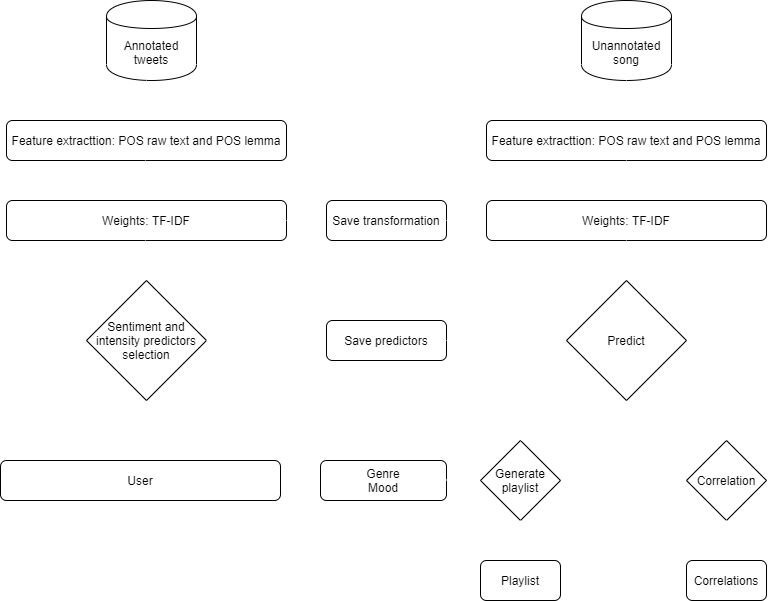 Annotated
tweets
Unannotated
song
Feature extracttion: POS raw text and POS lemma
Feature extracttion: POS raw text and POS lemma
Weights: TF-IDF
Save transformation
Weights: TF-IDF
Sentiment and
intensity predictors
selection
Save predictors
Predict
User
Genre
Mood
Generate
playlist
Correlation
Playlist
Correlations